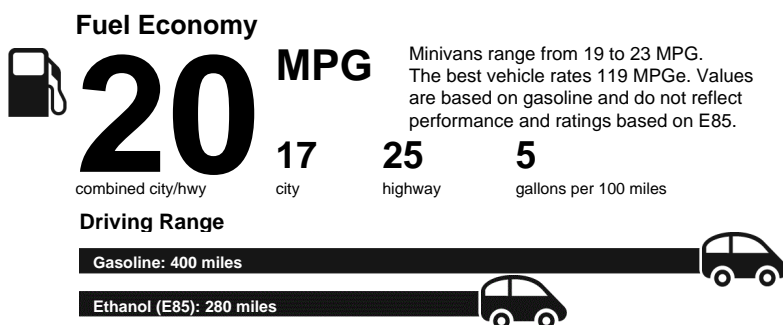 Fuel Economy
20
MPG
Minivans range from 19 to 23 MPG.
The best vehicle rates 119 MPGe. Values
are based on gasoline and do not reflect
performance and ratings based on E85.
17 25 5
combined city/hwy city highway gallons per 100 miles
Driving Range
Gasoline: 400 miles
Ethanol (E85): 280 miles